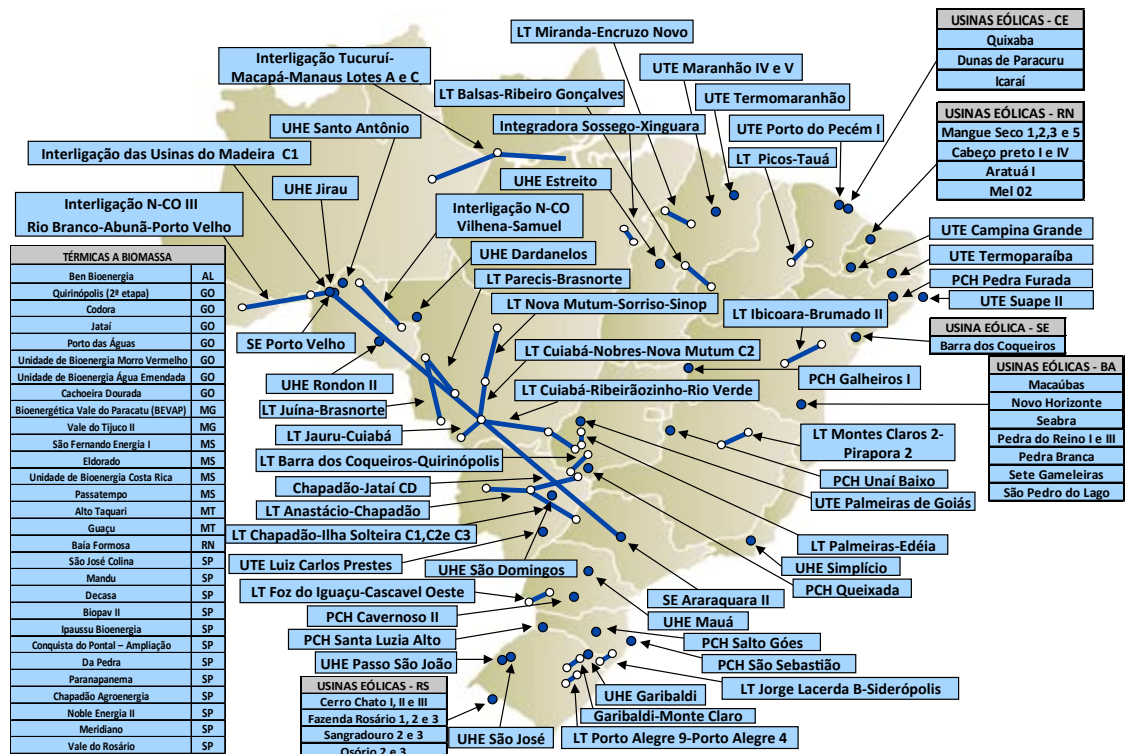 LT Miranda-Encruzo Novo
Interligação Tucuruí-
Macapá-Manaus Lotes A e C
UTE Maranhão IV e V
LT Balsas-Ribeiro Gonçalves
UTE Termomaranhão
UHE Santo Antônio
Integradora Sossego-Xinguara
UTE Porto do Pecém I
Interligação das Usinas do Madeira C1
LT Picos-Tauá
UHE Jirau
UHE Estreito
Interligação N-CO III
Rio Branco-Abunã-Porto Velho
Interligação N-CO
Vilhena-Samuel
UHE Dardanelos
LT Parecis-Brasnorte
LT Nova Mutum-Sorriso-Sinop
SE Porto Velho
LT Cuiabá-Nobres-Nova Mutum C2
UHE Rondon II
LT Cuiabá-Ribeirãozinho-Rio Verde
LT Juína-Brasnorte
LT Jauru-Cuiabá
LT Barra dos Coqueiros-Quirinópolis
Chapadão-Jataí CD
LT Anastácio-Chapadão
LT Chapadão-Ilha Solteira C1,C2e C3
UTE Luiz Carlos Prestes
UHE São Domingos
LT Foz do Iguaçu-Cascavel Oeste
PCH Cavernoso II
PCH Santa Luzia Alto
UHE Passo São João
UHE São José
USINAS EÓLICAS - CE
Quixaba
Dunas de Paracuru
Icaraí
USINAS EÓLICAS - RN
Mangue Seco 1,2,3 e 5
Cabeço preto I e IV
Aratuá I
Mel 02
UTE Campina Grande
UTE Termoparaíba
PCH Pedra Furada
UTE Suape II
LT Ibicoara-Brumado II
USINA EÓLICA - SE
Barra dos Coqueiros
PCH Galheiros I
USINAS EÓLICAS - BA
Macaúbas
Novo Horizonte
Seabra
Pedra do Reino I e III
Pedra Branca
Sete Gameleiras
São Pedro do Lago
LT Montes Claros 2-
Pirapora 2
PCH Unaí Baixo
UTE Palmeiras de Goiás
LT Palmeiras-Edéia
UHE Simplício
PCH Queixada
SE Araraquara II
UHE Mauá
PCH Salto Góes
PCH São Sebastião
LT Jorge Lacerda B-Siderópolis
UHE Garibaldi
Garibaldi-Monte Claro
LT Porto Alegre 9-Porto Alegre 4
TÉRMICAS A BIOMASSA
Ben Bioenergia AL
Quirinópolis (2ª etapa) GO
Codora GO
Jataí GO
Porto das Águas GO
Unidade de Bioenergia Morro Vermelho GO
Unidade de Bioenergia Água Emendada GO
Cachoeira Dourada GO
Bioenergética Vale do Paracatu (BEVAP) MG
Vale do Tijuco II MG
São Fernando Energia I MS
Eldorado MS
Unidade de Bioenergia Costa Rica MS
Passatempo MS
Alto Taquari MT
Guaçu MT
Baía Formosa RN
São José Colina SP
Mandu SP
Decasa SP
Biopav II SP
Ipaussu Bioenergia SP
Conquista do Pontal – Ampliação SP
Da Pedra SP
Paranapanema SP
Chapadão Agroenergia SP
Noble Energia II SP
Meridiano SP
Vale do Rosário SP
USINAS EÓLICAS - RS
Cerro Chato I, II e III
Fazenda Rosário 1, 2 e 3
Sangradouro 2 e 3
Osório 2 e 3